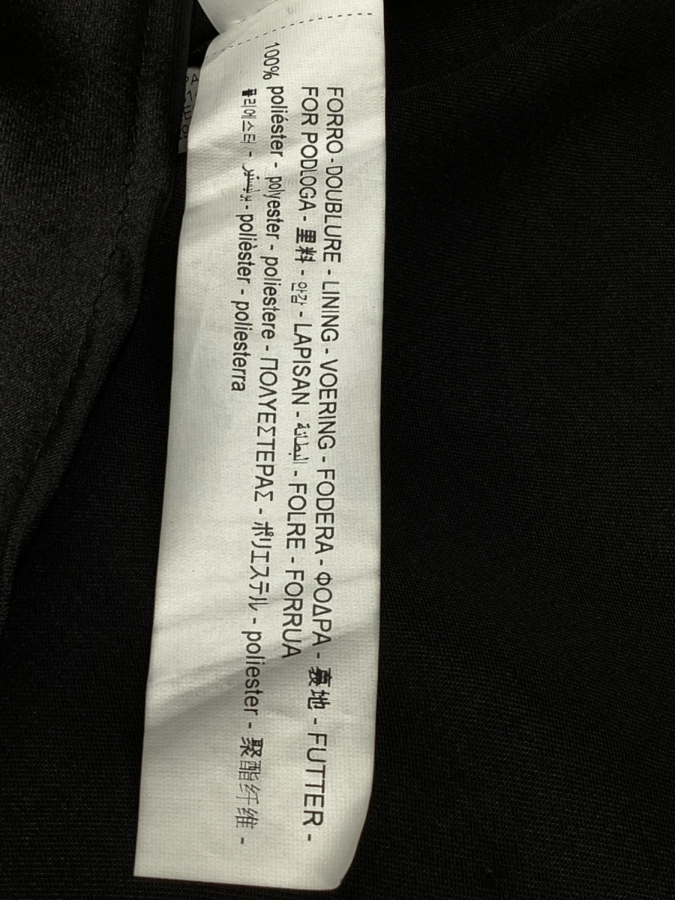 FORRO - DOUBLURE - LINING - VOERING - FODERA - ΦΟΔΡΑ - 裏地 - FUTTER -
FOR PODLOGA - 里料 - 안감 - LAPISAN - البطانة - FOLRE - FORRUA
100% poliéster - polyester - poliestere - ΠΟΛΥΕΣΤΕΡΑΣ - ポリエステル - poliester - 聚酯纤维 -
폴리에스터 - بوليستير - polièster - poliesterra